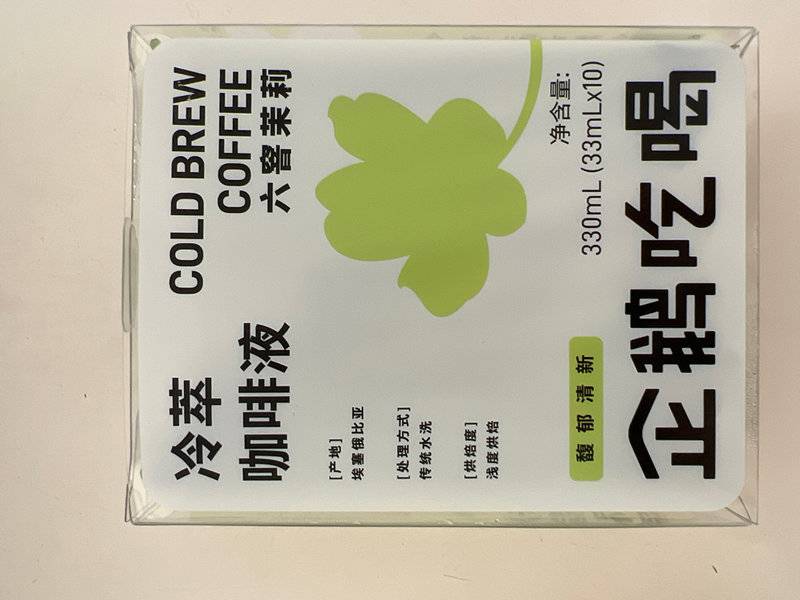 冷萃
咖啡液
COLD BREW
COFFEE
六窨茉莉
[产地]
埃塞俄比亚
[处理方式]
传统水洗
[烘焙度]
浅度烘焙
净含量:
330mL (33mLx10)
馥郁清新
企鹅吃喝